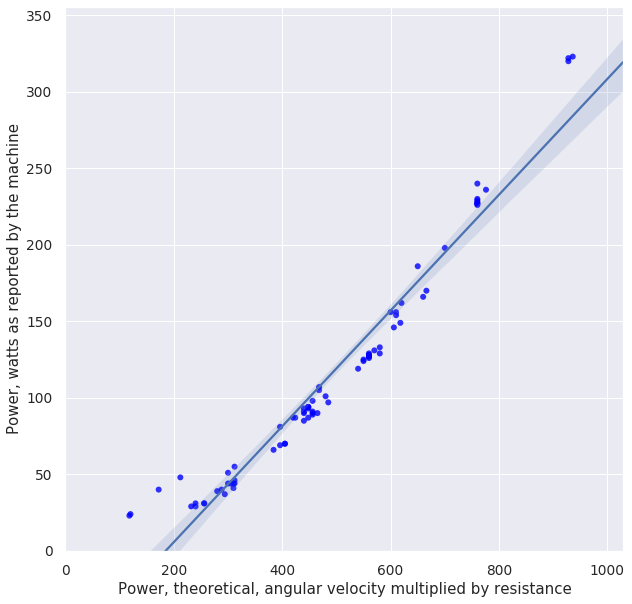 350
300
250
200
150
100
50
0
0 200 400 600 800 1000
Power, theoretical, angular velocity multiplied by resistance
Power, watts as reported by the machine